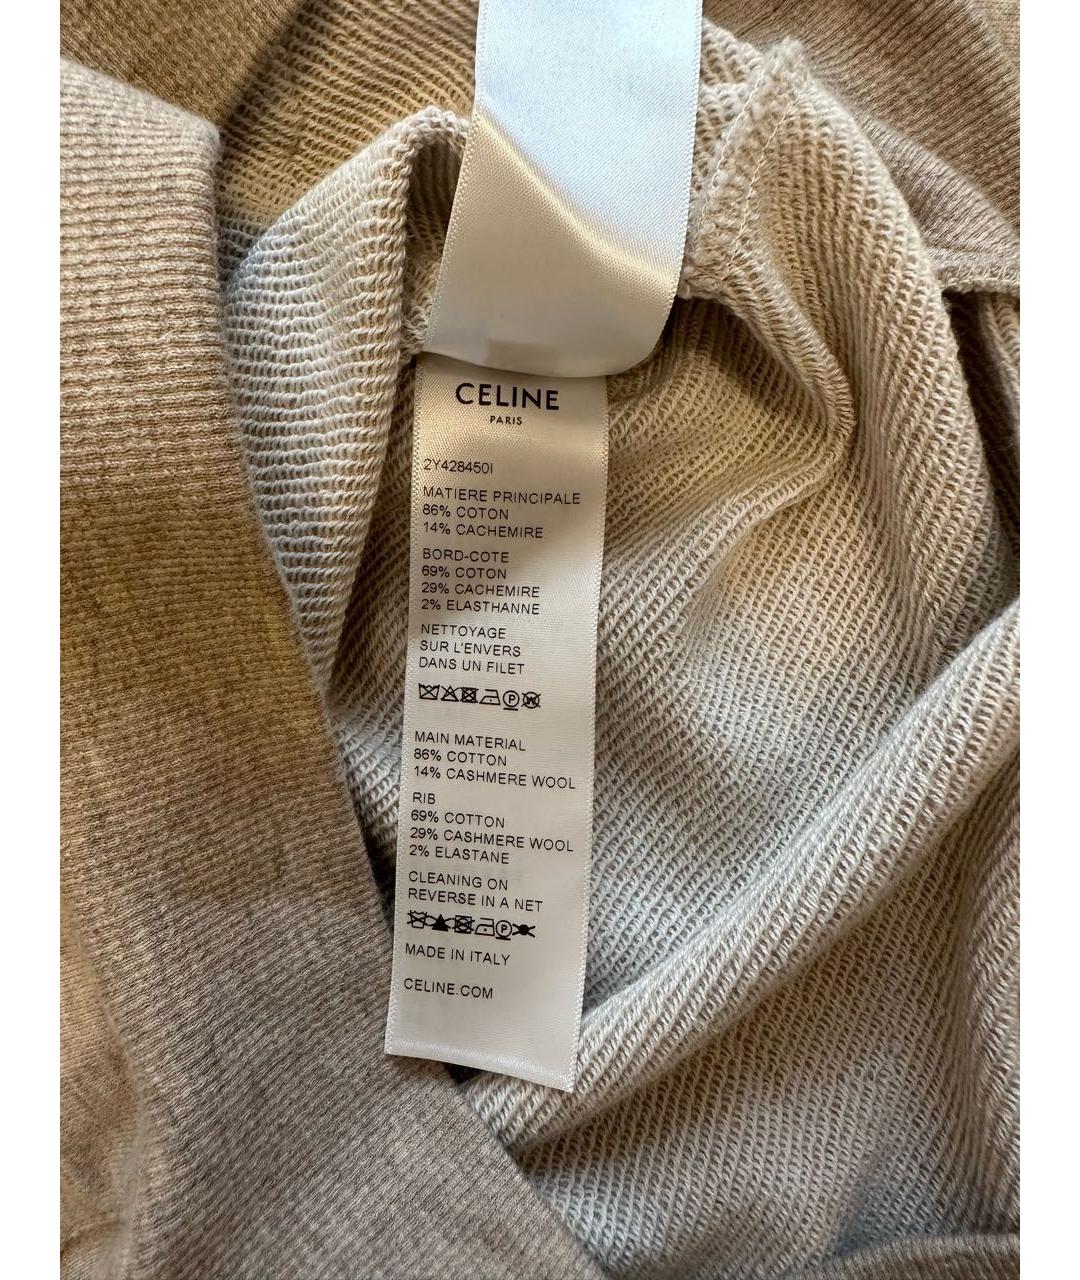 CELINE
PARIS
2Y428450I
MATIERE PRINCIPALE
86% COTON
14% CACHEMIRE
BORD-COTE
69% COTON
29% CACHEMIRE
2% ELASTHANNE
NETTOYAGE
SUR L'ENVERS
DANS UN FILET
P W
MAIN MATERIAL
86% COTTON
14% CASHMERE WOOL
RIB
69% COTTON
29% CASHMERE WOOL
2% ELASTANE
CLEANING ON
REVERSE IN A NET
P
MADE IN ITALY
CELINE.COM